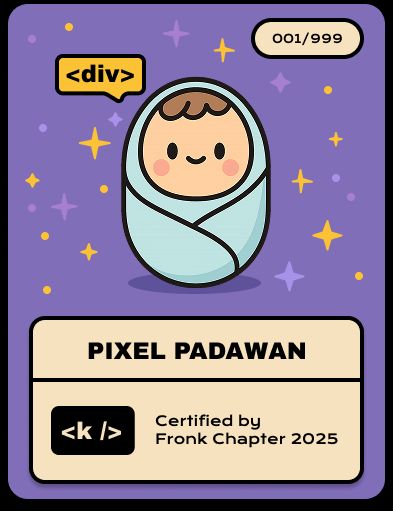 001/999
<div>
PIXEL PADAWAN
<k />
Certified by
Fronk Chapter 2025